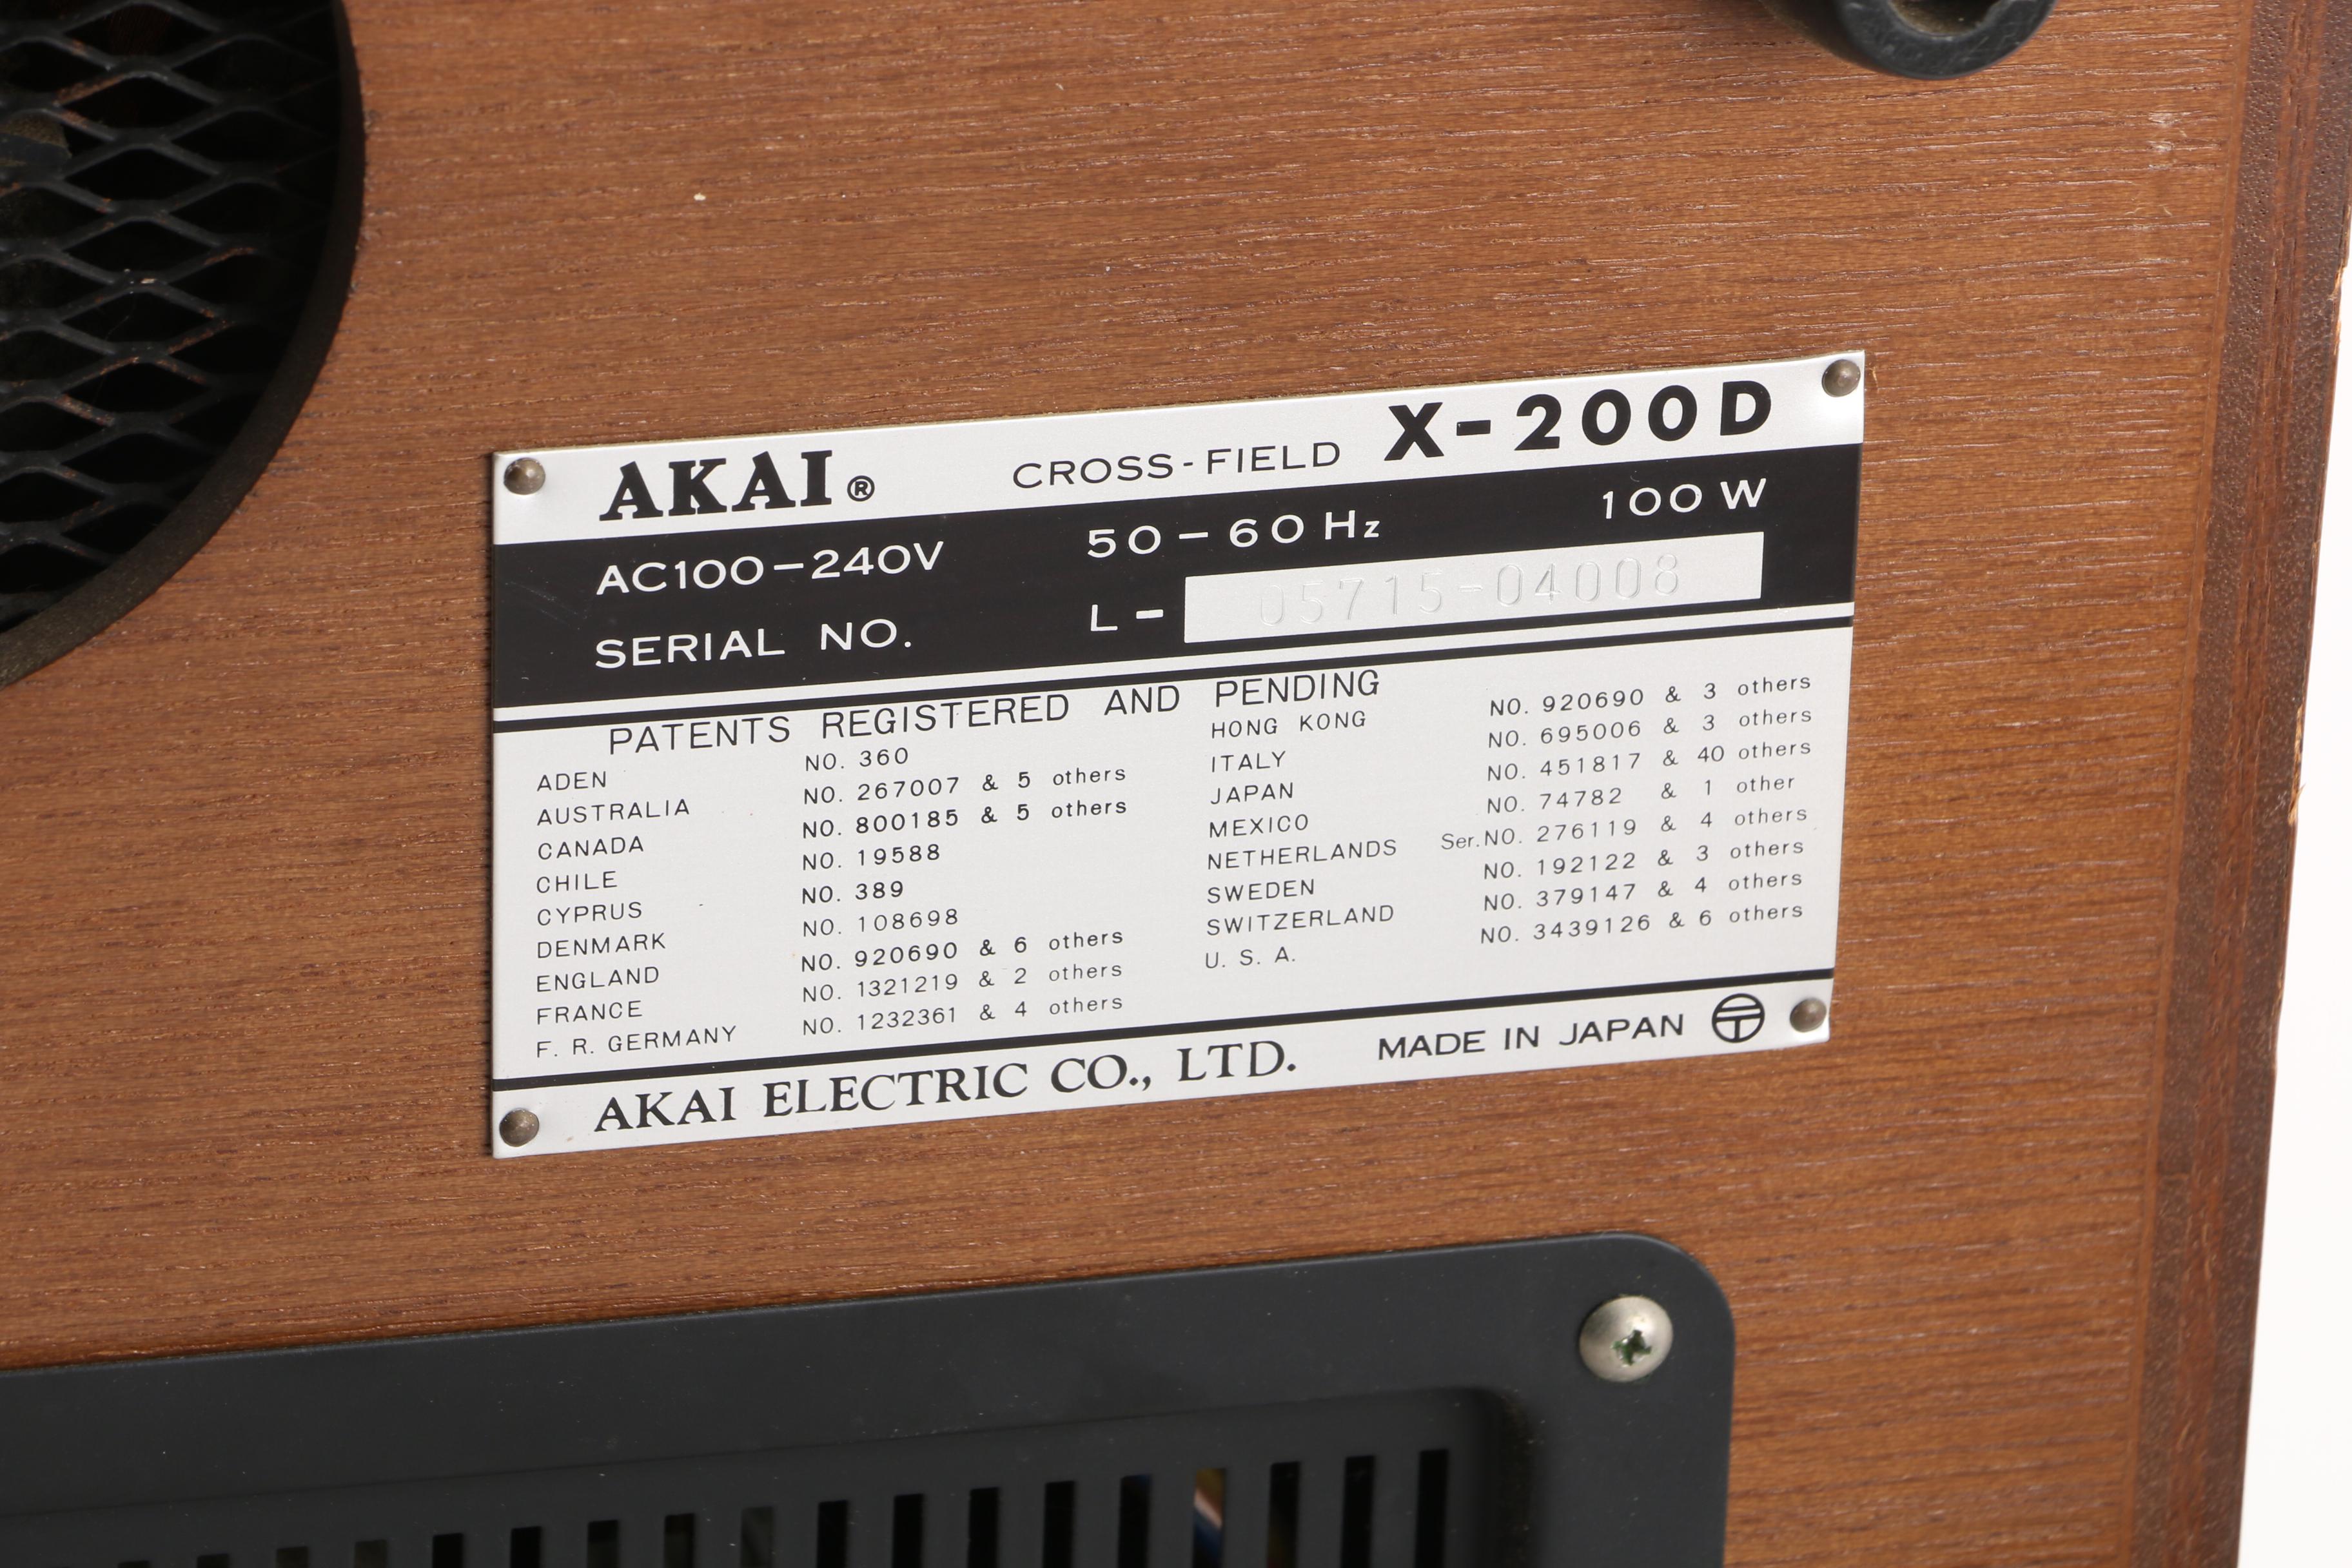 AKAI® CROSS-FIELD X-200D
AC100-240V 50-60Hz 100W
SERIAL NO. L- 05715-04008
PATENTS REGISTERED AND PENDING
ADEN NO. 360
AUSTRALIA NO. 267007 & 5 others
CANADA NO. 800185 & 5 others
CHILE NO. 19588
CYPRUS NO. 389
DENMARK NO. 108698
ENGLAND NO. 920690 & 6 others
FRANCE NO. 1321219 & 2 others
F. R. GERMANY NO. 1232361 & 4 others
HONG KONG NO. 920690 & 3 others
ITALY NO. 695006 & 3 others
JAPAN NO. 451817 & 40 others
MEXICO NO. 74782 & 1 other
NETHERLANDS Ser.NO. 276119 & 4 others
SWEDEN NO. 192122 & 3 others
SWITZERLAND NO. 379147 & 4 others
U. S. A. NO. 3439126 & 6 others
AKAI ELECTRIC CO., LTD. MADE IN JAPAN